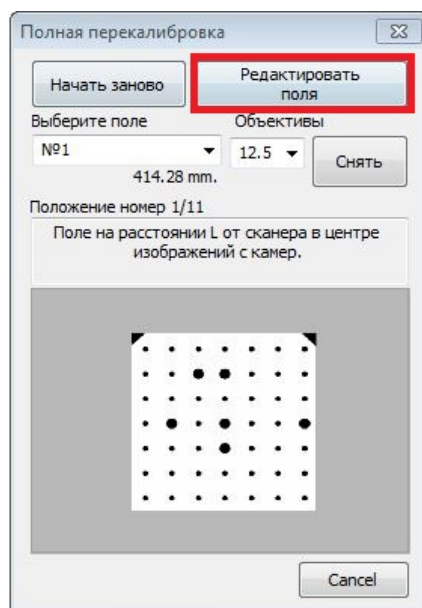 Полная перекалибровка
Начать заново
Редактировать
поля
Выберите поле
Объективы
№1
12.5
Снять
414.28 mm.
Положение номер 1/11
Поле на расстоянии L от сканера в центре
изображений с камер.
Cancel